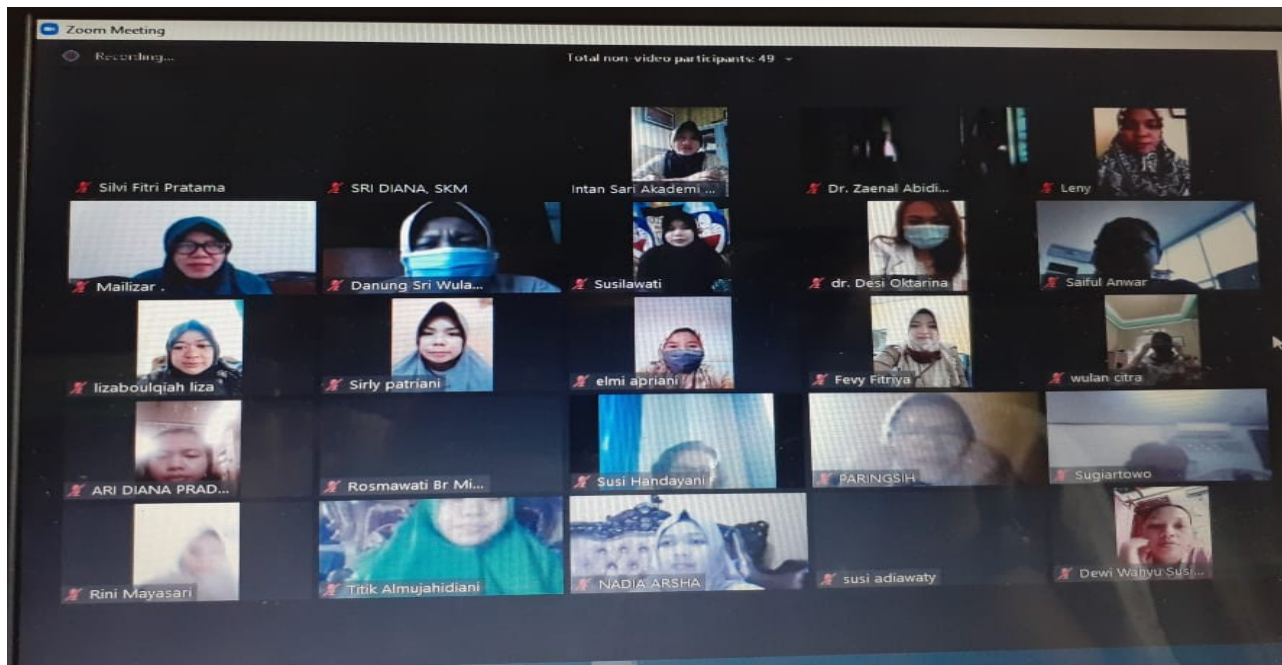 Zoom Meeting
Recording...
Total non-video participants: 49
Silvi Fitri Pratama
SRI DIANA, SKM
Intan Sari Akademi ...
Dr. Zaenal Abidi...
Leny
Mailizar .
Danung Sri Wula...
Susilawati
dr. Desi Oktarina
Saiful Anwar
lizaboulqiah liza
Sirly patriani
elmi apriani
Fevy Fitriya
wulan citra
ARI DIANA PRAD...
Rosmawati Br Mi...
Susi Handayani
PARINGSIH
Sugiartowo
Rini Mayasari
Titik Almujahidiani
NADIA ARSHA
susi adiawaty
Dewi Wahyu Susi...